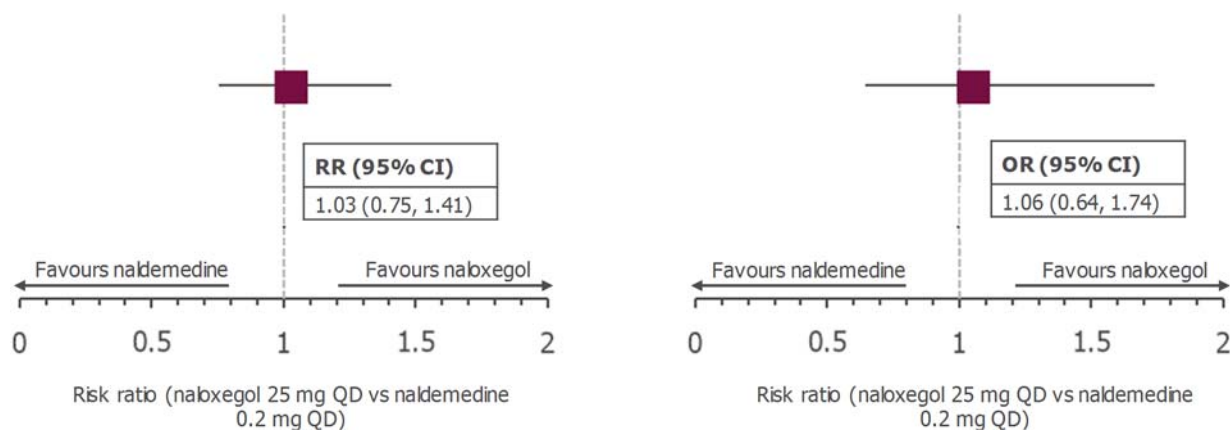 RR (95% CI)
1.03 (0.75, 1.41)
Favours naldemedine
Favours naloxegol
0
0.5
1
1.5
2
Risk ratio (naloxegol 25 mg QD vs naldemedine
0.2 mg QD)
OR (95% CI)
1.06 (0.64, 1.74)
Favours naldemedine
Favours naloxegol
0
0.5
1
1.5
2
Risk ratio (naloxegol 25 mg QD vs naldemedine
0.2 mg QD)